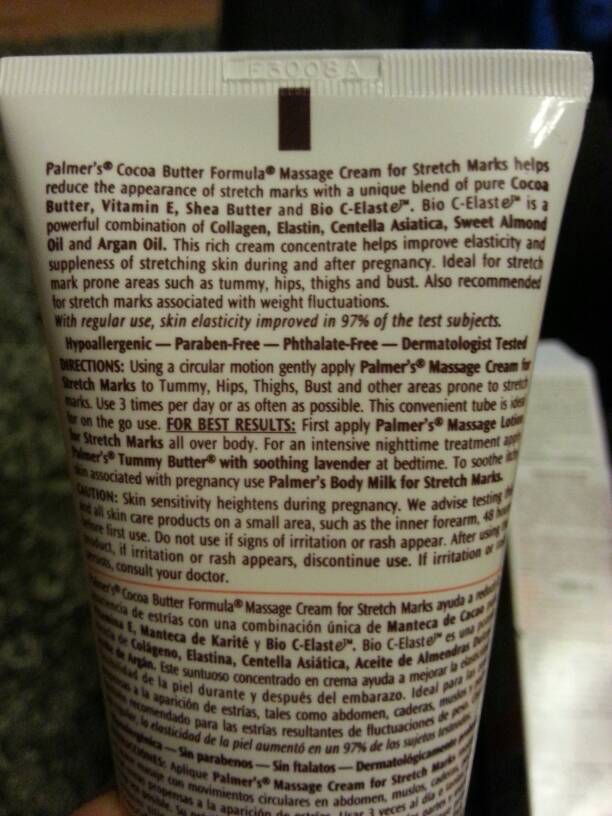 F3008A
Palmer's® Cocoa Butter Formula® Massage Cream for Stretch Marks helps
reduce the appearance of stretch marks with a unique blend of pure Cocoa
Butter, Vitamin E, Shea Butter and Bio C-Elaste™. Bio C-Elaste™ is a
powerful combination of Collagen, Elastin, Centella Asiatica, Sweet Almond
Oil and Argan Oil. This rich cream concentrate helps improve elasticity and
suppleness of stretching skin during and after pregnancy. Ideal for stretch
mark prone areas such as tummy, hips, thighs and bust. Also recommended
for stretch marks associated with weight fluctuations.
With regular use, skin elasticity improved in 97% of the test subjects.
Hypoallergenic — Paraben-Free — Phthalate-Free — Dermatologist Tested
DIRECTIONS: Using a circular motion gently apply Palmer's® Massage Cream for
Stretch Marks to Tummy, Hips, Thighs, Bust and other areas prone to stretch
marks. Use 3 times per day or as often as possible. This convenient tube is ideal
for on the go use. FOR BEST RESULTS: First apply Palmer's® Massage Lotion
for Stretch Marks all over body. For an intensive nighttime treatment apply
Palmer's® Tummy Butter® with soothing lavender at bedtime. To soothe itchy
skin associated with pregnancy use Palmer's Body Milk for Stretch Marks.
CAUTION: Skin sensitivity heightens during pregnancy. We advise testing
and all skin care products on a small area, such as the inner forearm, 48 hours
before first use. Do not use if signs of irritation or rash appear. After using
product, if irritation or rash appears, discontinue use. If irritation or
persists, consult your doctor.
Palmer's® Cocoa Butter Formula® Massage Cream for Stretch Marks ayuda a
de estrías con una combinación única de Manteca de Cacao
Manteca de Karité y Bio C-Elaste™. Bio C-Elaste™ es una
de Colágeno, Elastina, Centella Asiática, Aceite de Almendras
de Argán. Este suntuoso concentrado en crema ayuda a mejorar la
de la piel durante y después del embarazo. Ideal para
a la aparición de estrías, tales como abdomen, caderas, muslos
recomendado para las estrías resultantes de fluctuaciones de peso.
la elasticidad de la piel aumentó en un 97% de los sujetos
— Sin parabenos — Sin ftalatos — Dermatológicamente
Aplique Palmer's® Massage Cream for Stretch Marks
con movimientos circulares en abdomen, muslos,
propensas a la aparición de estrías. Usar 3 veces al día